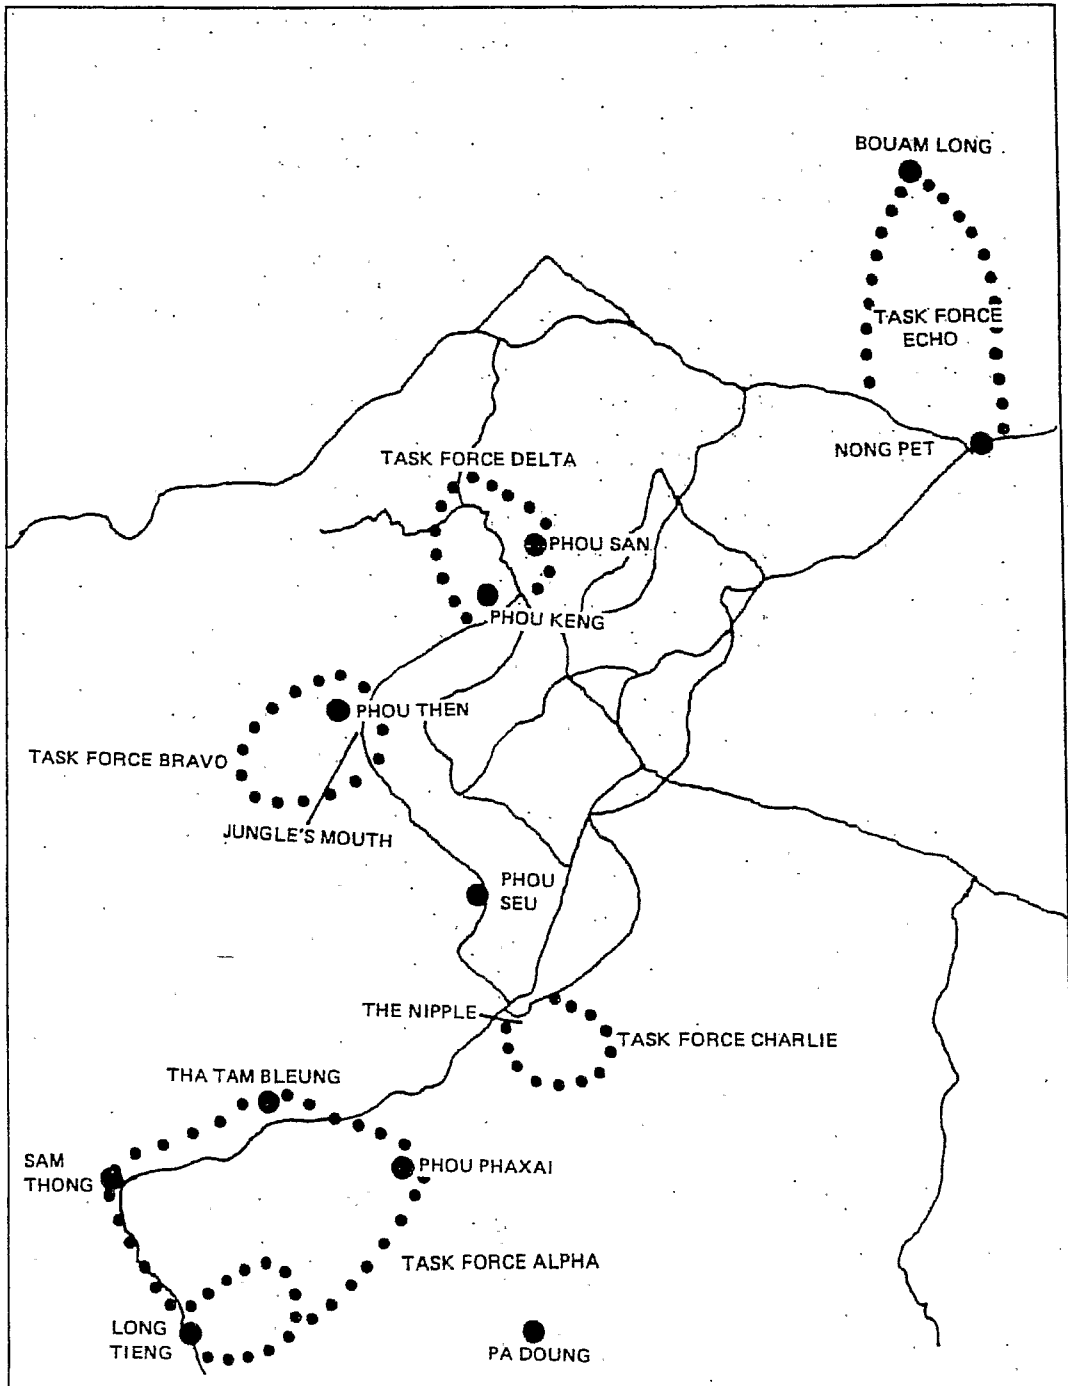 BOUAM LONG
TASK FORCE
ECHO
NONG PET
TASK FORCE DELTA
PHOU SAN
PHOU KENG
PHOU THEN
TASK FORCE BRAVO
JUNGLE'S MOUTH
PHOU
SEU
THE NIPPLE
TASK FORCE CHARLIE
THA TAM BLEUNG
SAM
THONG
PHOU PHAXAI
TASK FORCE ALPHA
LONG
TIENG
PA DOUNG